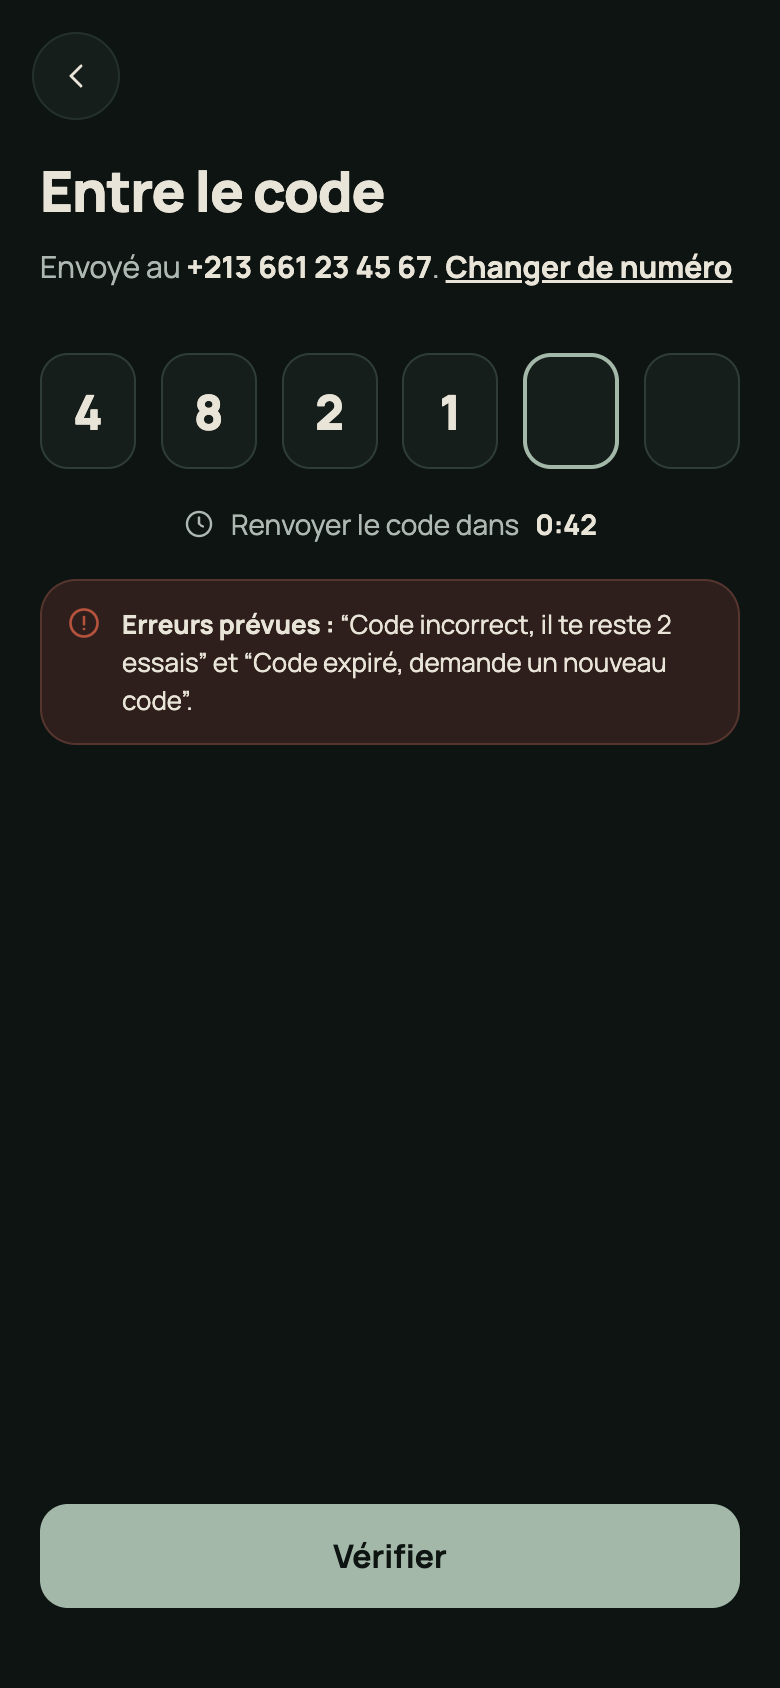 Entre le code
Envoyé au +213 661 23 45 67. Changer de numéro
4 8 2 1
Renvoyer le code dans 0:42
Erreurs prévues : “Code incorrect, il te reste 2
essais” et “Code expiré, demande un nouveau
code”.
Vérifier